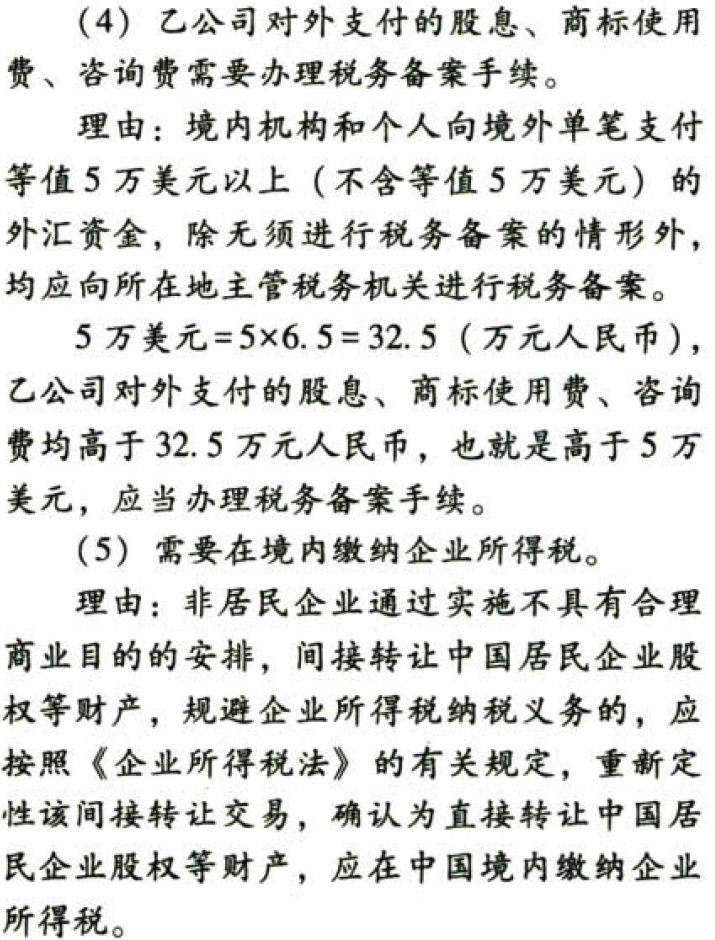 （4）乙公司对外支付的股息、商标使用
费、咨询费需要办理税务备案手续。
理由：境内机构和个人向境外单笔支付
等值5万美元以上（不含等值5万美元）的
外汇资金，除无须进行税务备案的情形外，
均应向所在地主管税务机关进行税务备案。
5万美元=5×6.5=32.5（万元人民币），
乙公司对外支付的股息、商标使用费、咨询
费均高于32.5万元人民币，也就是高于5万
美元，应当办理税务备案手续。
（5）需要在境内缴纳企业所得税。
理由：非居民企业通过实施不具有合理
商业目的的安排，间接转让中国居民企业股
权等财产，规避企业所得税纳税义务的，应
按照《企业所得税法》的有关规定，重新定
性该间接转让交易，确认为直接转让中国居
民企业股权等财产，应在中国境内缴纳企业
所得税。